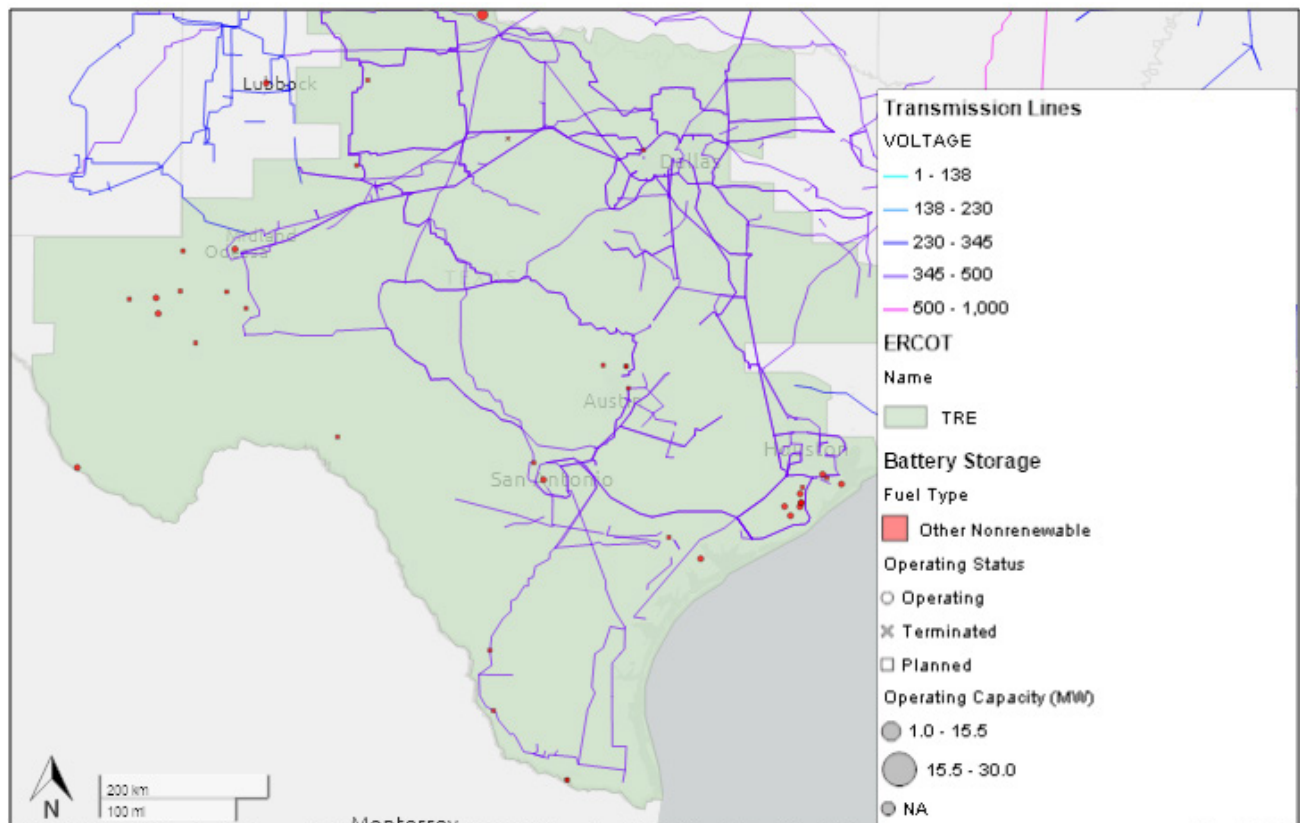 Lubbock
Dallas
Midland
Odessa
TEXAS
Austin
Houston
San Antonio
Monterrey
N
200 km
100 mi
Transmission Lines
VOLTAGE
1 - 138
138 - 230
230 - 345
345 - 500
500 - 1,000
ERCOT
Name
TRE
Battery Storage
Fuel Type
Other Nonrenewable
Operating Status
Operating
Terminated
Planned
Operating Capacity (MW)
1.0 - 15.5
15.5 - 30.0
NA